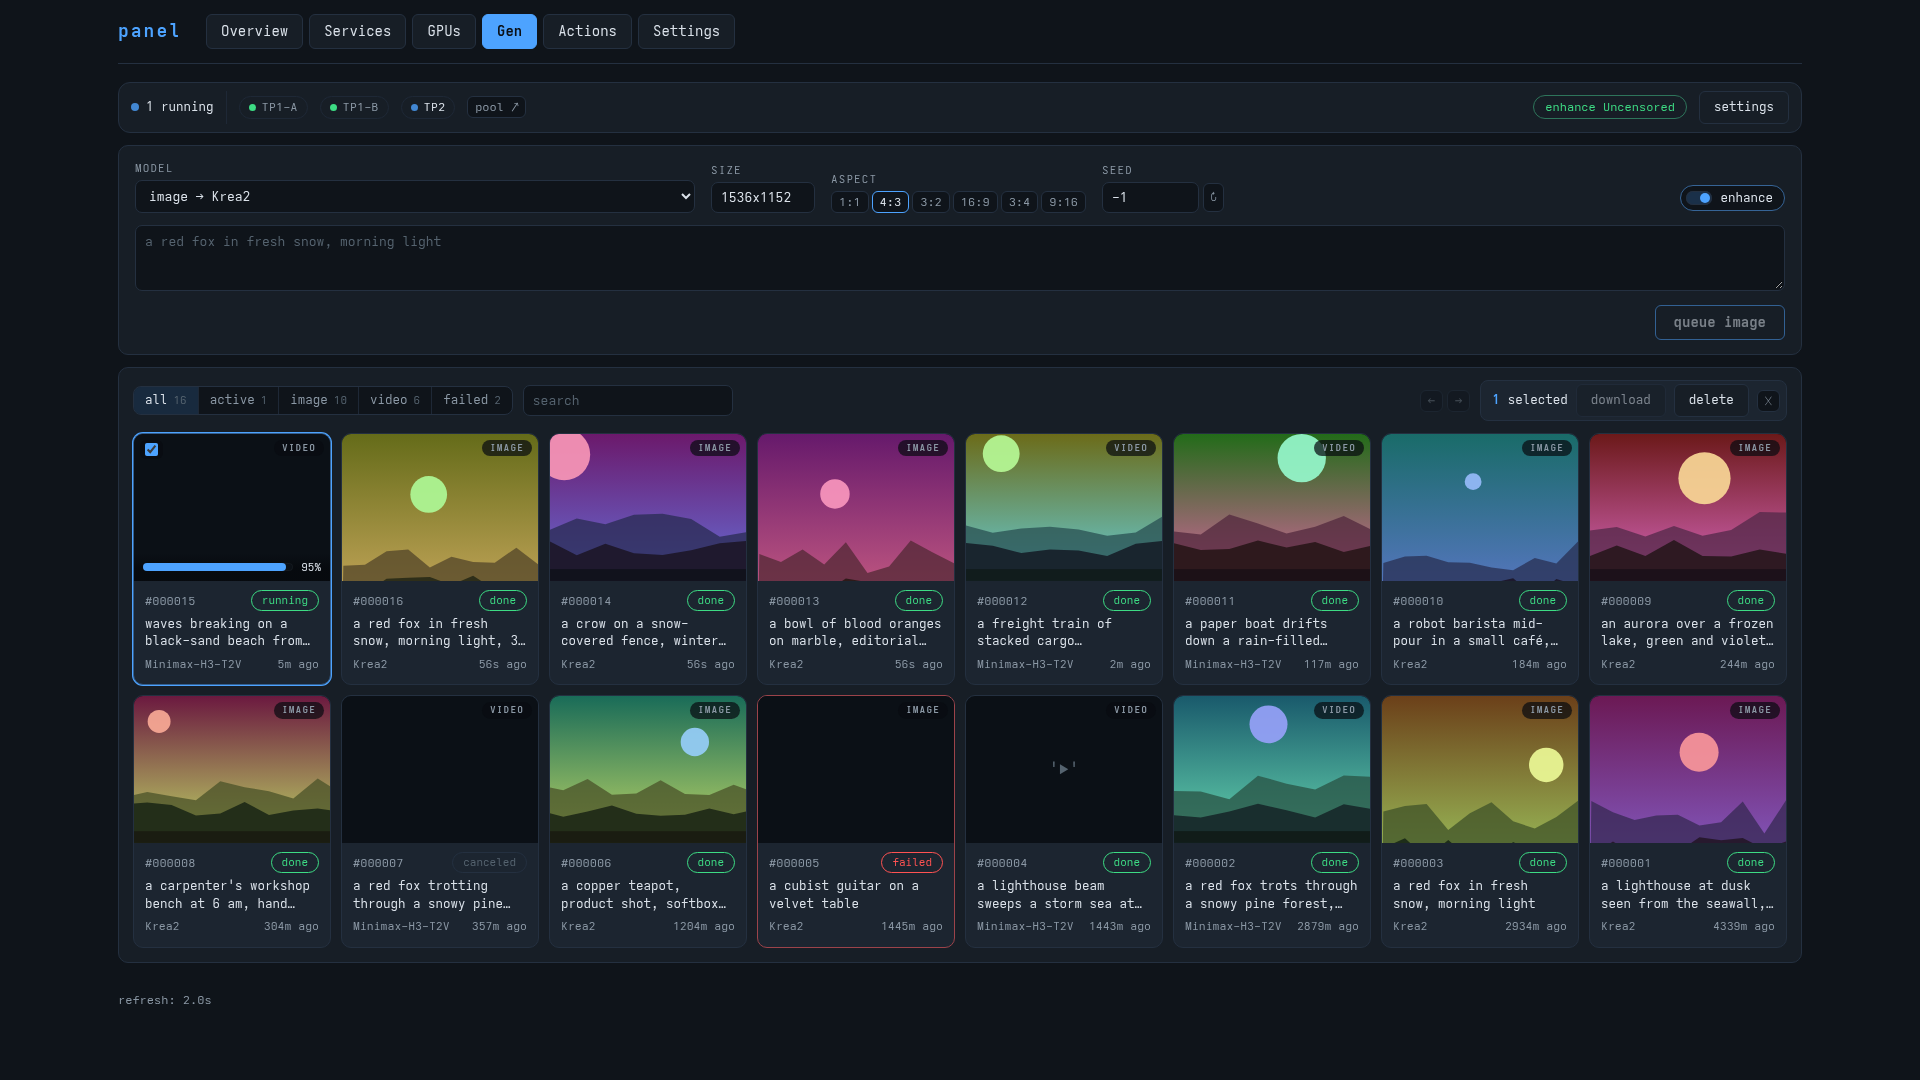 panel Overview Services GPUs Gen Actions Settings
1 running TP1-A TP1-B TP2 pool ↗ enhance Uncensored settings
MODEL SIZE ASPECT SEED
image → Krea2 1536x1152 1:1 4:3 3:2 16:9 3:4 9:16 -1 enhance
a red fox in fresh snow, morning light
queue image
all 16 active 1 image 10 video 6 failed 2 search ← → 1 selected download delete X
VIDEO IMAGE IMAGE IMAGE VIDEO VIDEO IMAGE IMAGE
95%
#000015 running #000016 done #000014 done #000013 done #000012 done #000011 done #000010 done #000009 done
waves breaking on a a red fox in fresh a crow on a snow- a bowl of blood oranges a freight train of a paper boat drifts a robot barista mid- an aurora over a frozen
black-sand beach from… snow, morning light, 3… covered fence, winter… on marble, editorial… stacked cargo… down a rain-filled… pour in a small café,… lake, green and violet…
Minimax-H3-T2V 5m ago Krea2 56s ago Krea2 56s ago Krea2 56s ago Minimax-H3-T2V 2m ago Minimax-H3-T2V 117m ago Krea2 184m ago Krea2 244m ago
IMAGE VIDEO IMAGE IMAGE VIDEO VIDEO IMAGE IMAGE
#000008 done #000007 canceled #000006 done #000005 failed #000004 done #000002 done #000003 done #000001 done
a carpenter's workshop a red fox trotting a copper teapot, a cubist guitar on a a lighthouse beam a red fox trots through a red fox in fresh a lighthouse at dusk
bench at 6 am, hand… through a snowy pine… product shot, softbox… velvet table sweeps a storm sea at… a snowy pine forest,… snow, morning light seen from the seawall,…
Krea2 304m ago Minimax-H3-T2V 357m ago Krea2 1204m ago Krea2 1445m ago Minimax-H3-T2V 1443m ago Minimax-H3-T2V 2879m ago Krea2 2934m ago Krea2 4339m ago
refresh: 2.0s